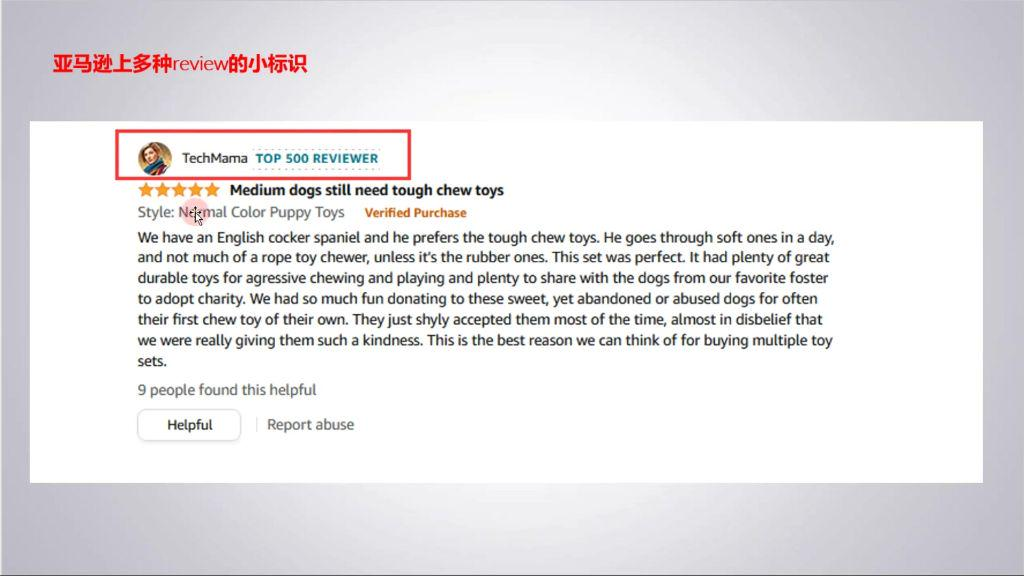 亚马逊上多种review的小标识
TechMama TOP 500 REVIEWER
Medium dogs still need tough chew toys
Style: Normal Color Puppy Toys Verified Purchase
We have an English cocker spaniel and he prefers the tough chew toys. He goes through soft ones in a day,
and not much of a rope toy chewer, unless it's the rubber ones. This set was perfect. It had plenty of great
durable toys for agressive chewing and playing and plenty to share with the dogs from our favorite foster
to adopt charity. We had so much fun donating to these sweet, yet abandoned or abused dogs for often
their first chew toy of their own. They just shyly accepted them most of the time, almost in disbelief that
we were really giving them such a kindness. This is the best reason we can think of for buying multiple toy
sets.
9 people found this helpful
Helpful Report abuse